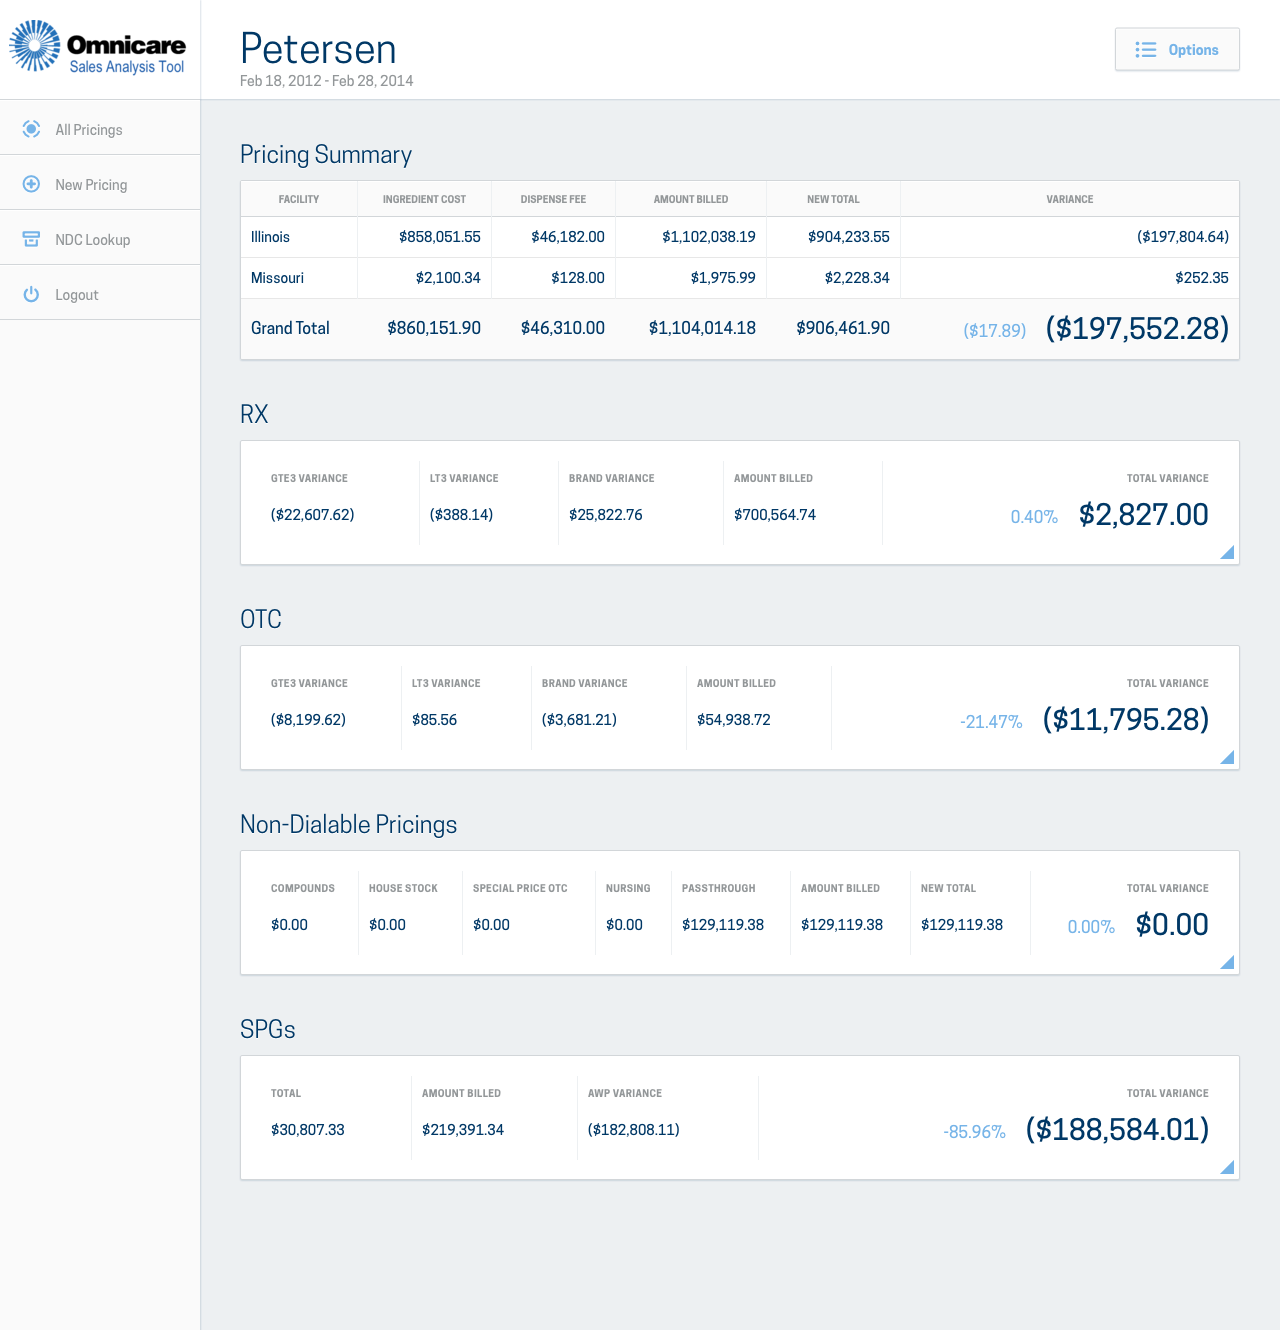 Omnicare
Sales Analysis Tool
Petersen
Feb 18, 2012 - Feb 28, 2014
Options
All Pricings
New Pricing
NDC Lookup
Logout
Pricing Summary
FACILITY INGREDIENT COST DISPENSE FEE AMOUNT BILLED NEW TOTAL VARIANCE
Illinois $858,051.55 $46,182.00 $1,102,038.19 $904,233.55 ($197,804.64)
Missouri $2,100.34 $128.00 $1,975.99 $2,228.34 $252.35
Grand Total $860,151.90 $46,310.00 $1,104,014.18 $906,461.90 ($17.89) ($197,552.28)
RX
GTE3 VARIANCE LT3 VARIANCE BRAND VARIANCE AMOUNT BILLED TOTAL VARIANCE
($22,607.62) ($388.14) $25,822.76 $700,564.74 0.40% $2,827.00
OTC
GTE3 VARIANCE LT3 VARIANCE BRAND VARIANCE AMOUNT BILLED TOTAL VARIANCE
($8,199.62) $85.56 ($3,681.21) $54,938.72 -21.47% ($11,795.28)
Non-Dialable Pricings
COMPOUNDS HOUSE STOCK SPECIAL PRICE OTC NURSING PASSTHROUGH AMOUNT BILLED NEW TOTAL TOTAL VARIANCE
$0.00 $0.00 $0.00 $0.00 $129,119.38 $129,119.38 $129,119.38 0.00% $0.00
SPGs
TOTAL AMOUNT BILLED AWP VARIANCE TOTAL VARIANCE
$30,807.33 $219,391.34 ($182,808.11) -85.96% ($188,584.01)